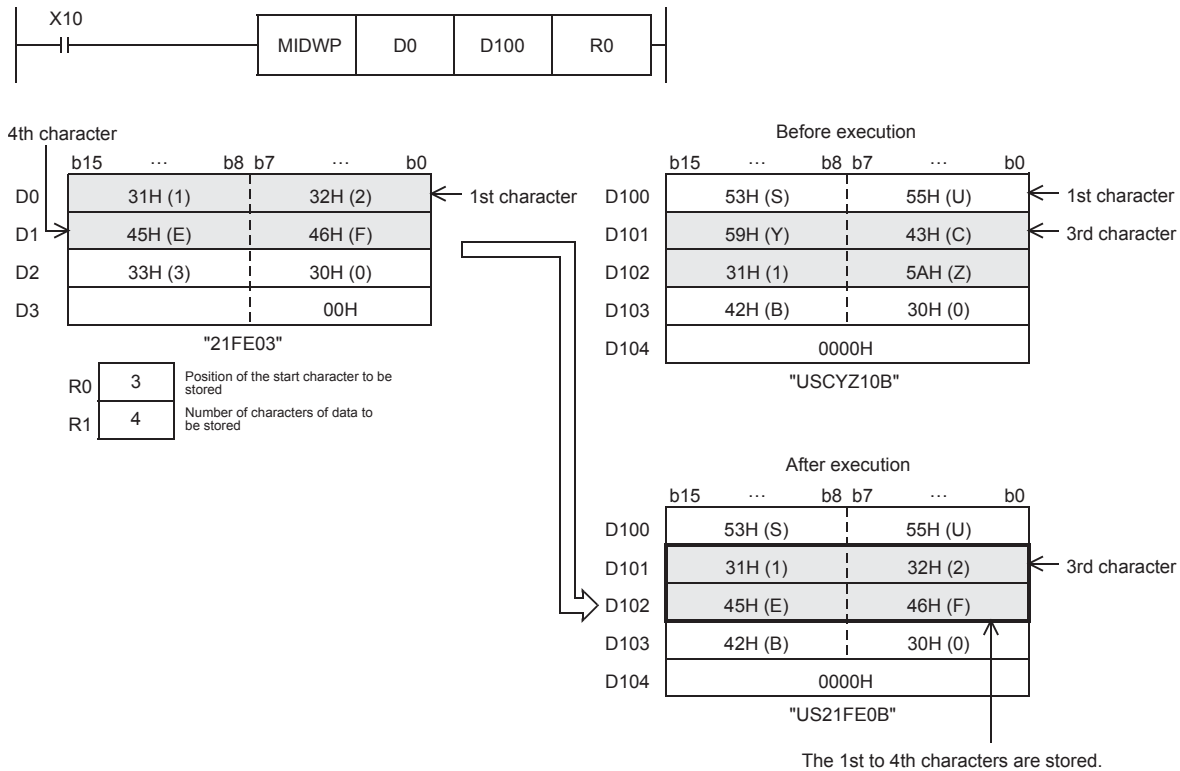 X10
MIDWP D0 D100 R0
4th character
b15 ... b8 b7 ... b0
D0 31H (1) 32H (2) 1st character
D1 45H (E) 46H (F)
D2 33H (3) 30H (0)
D3 00H
"21FE03"
R0 3 Position of the start character to be
stored
R1 4 Number of characters of data to
be stored
Before execution
b15 ... b8 b7 ... b0
D100 53H (S) 55H (U) 1st character
D101 59H (Y) 43H (C) 3rd character
D102 31H (1) 5AH (Z)
D103 42H (B) 30H (0)
D104 0000H
"USCYZ10B"
After execution
b15 ... b8 b7 ... b0
D100 53H (S) 55H (U)
D101 31H (1) 32H (2) 3rd character
D102 45H (E) 46H (F)
D103 42H (B) 30H (0)
D104 0000H
"US21FE0B"
The 1st to 4th characters are stored.